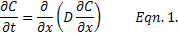 ∂C/∂t = ∂/∂x (D ∂C/∂x)     Eqn. 1.